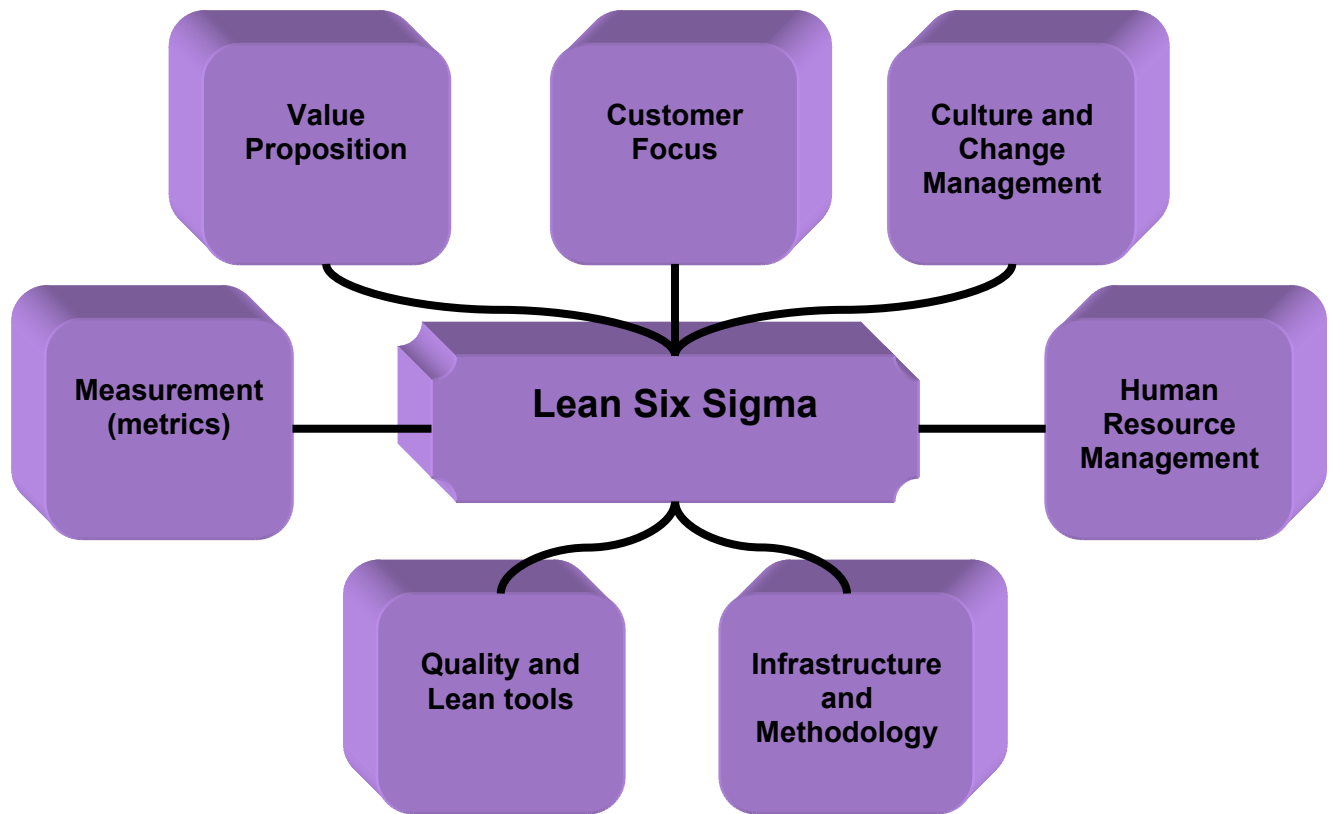 Value
Proposition
Customer
Focus
Culture and
Change
Management
Measurement
(metrics)
Lean Six Sigma
Human
Resource
Management
Quality and
Lean tools
Infrastructure
and
Methodology